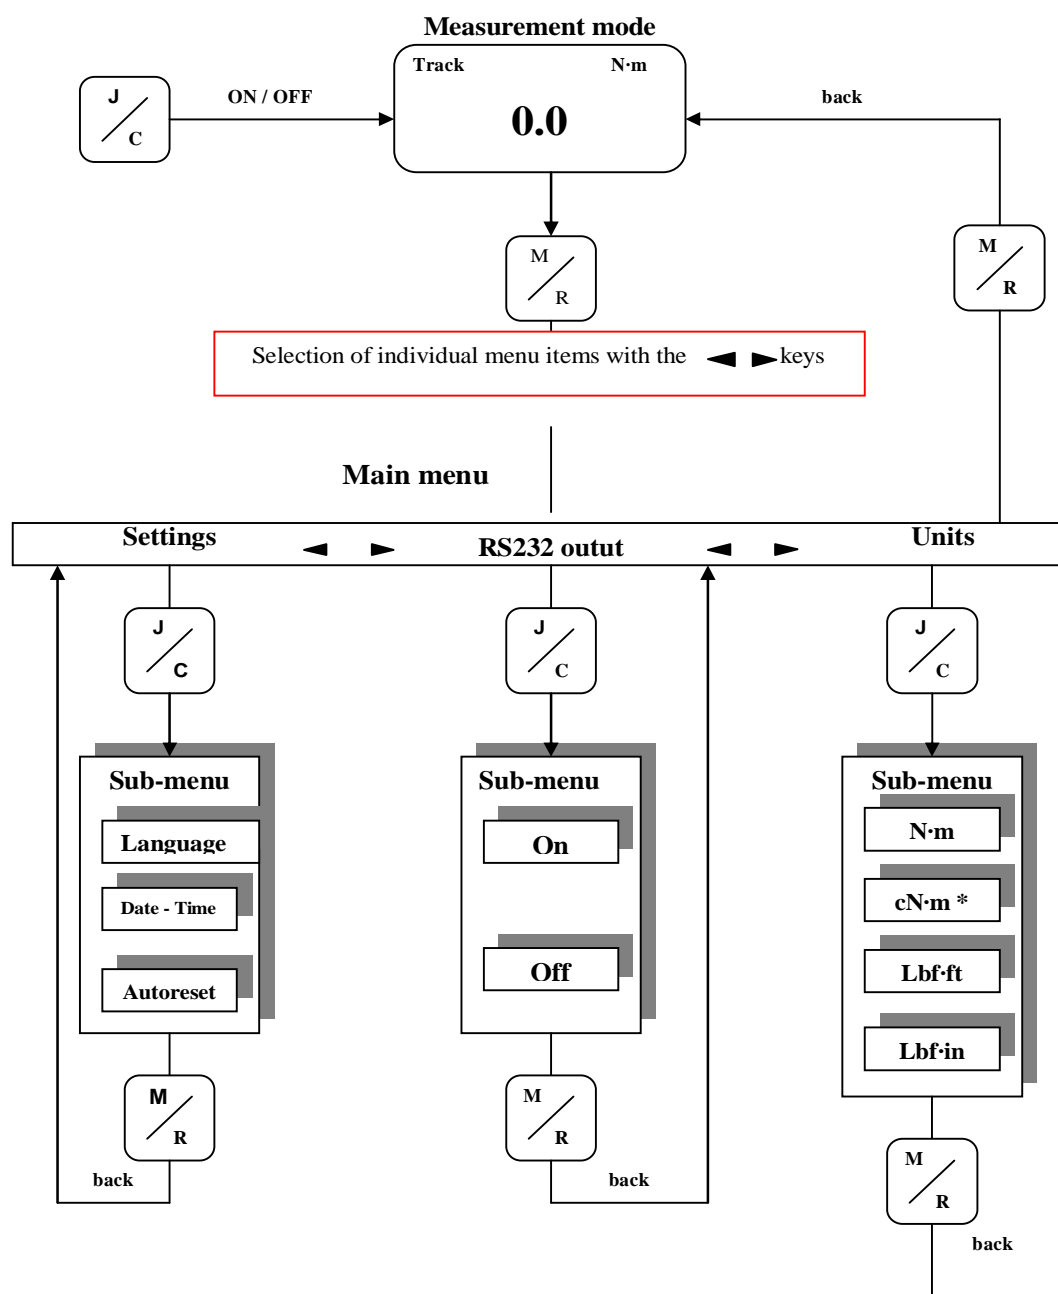 Measurement mode
Track N·m
J
C
ON / OFF
0.0
back
M
R
M
R
Selection of individual menu items with the ◄ ► keys
Main menu
Settings ◄ ► RS232 outut ◄ ► Units
J
C
J
C
J
C
Sub-menu
Language
Date - Time
Autoreset
Sub-menu
On
Off
Sub-menu
N·m
cN·m *
Lbf·ft
Lbf·in
M
R
back
M
R
back
M
R
back